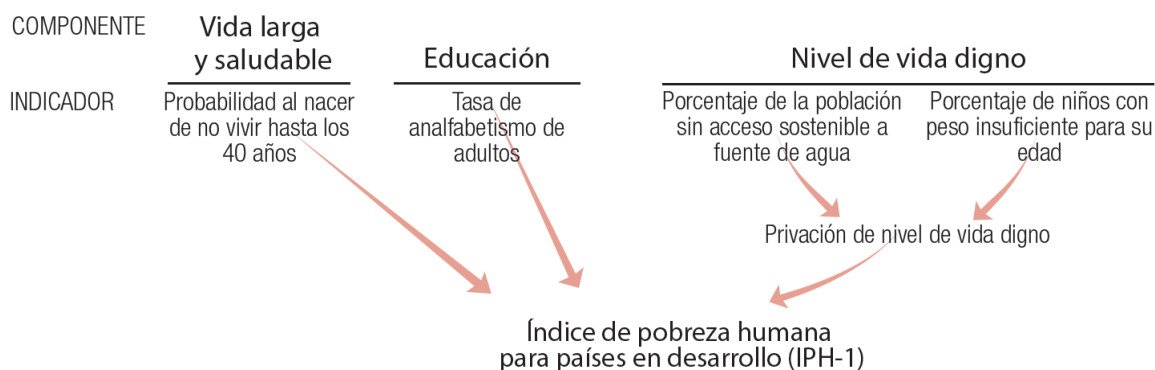 COMPONENTE
Vida larga
y saludable
Educación
Nivel de vida digno
INDICADOR
Probabilidad al nacer
de no vivir hasta los
40 años
Tasa de
analfabetismo de
adultos
Porcentaje de la población
sin acceso sostenible a
fuente de agua
Porcentaje de niños con
peso insuficiente para su
edad
Privación de nivel de vida digno
Índice de pobreza humana
para países en desarrollo (IPH-1)